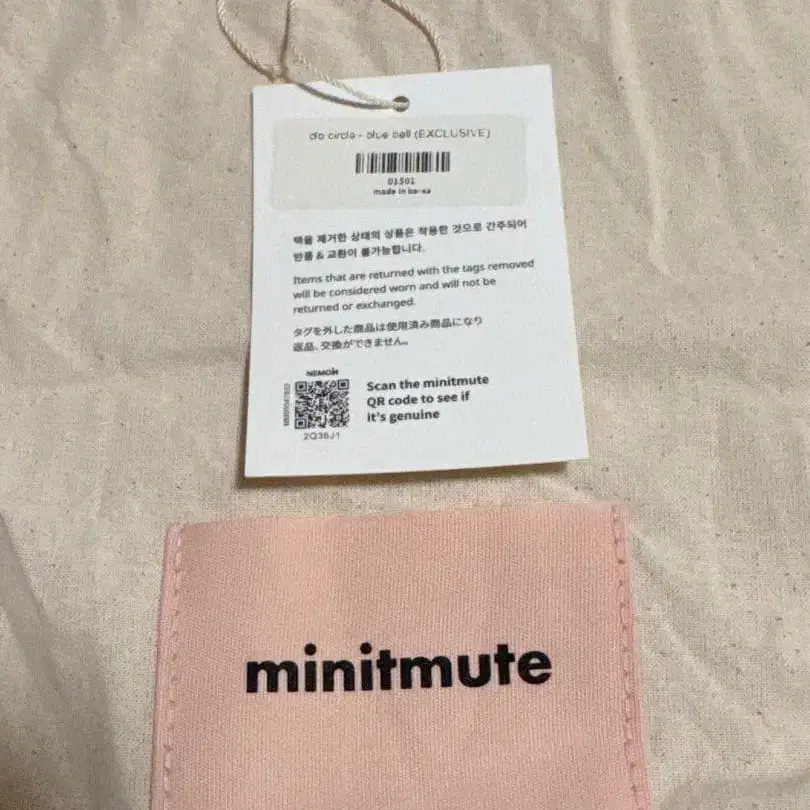 clo circle - blue bell (EXCLUSIVE)
01501
made in korea
택을 제거한 상태의 상품은 착용한 것으로 간주되어
반품 & 교환이 불가능합니다.
Items that are returned with the tags removed
will be considered worn and will not be
returned or exchanged.
タグを外した商品は使用済み商品になり
返品、交換ができません。
NEMOM
2Q36J1
Scan the minitmute
QR code to see if
it's genuine
minitmute